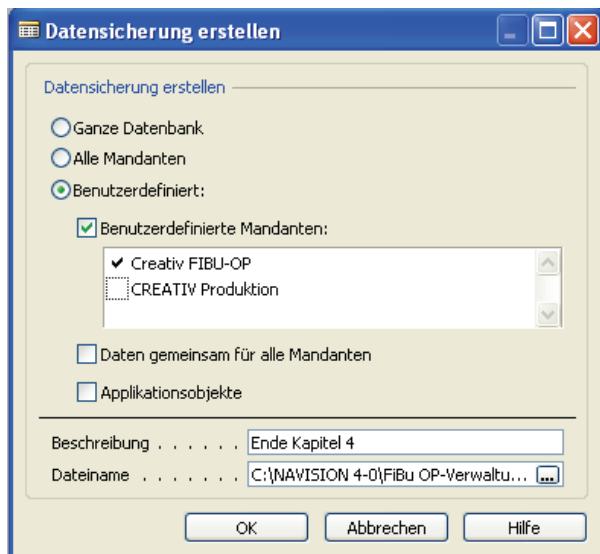 Datensicherung erstellen
Datensicherung erstellen
Ganze Datenbank
Alle Mandanten
Benutzerdefiniert:
Benutzerdefinierte Mandanten:
Creativ FIBU-OP
CREATIV Produktion
Daten gemeinsam für alle Mandanten
Applikationsobjekte
Beschreibung . . . . . . Ende Kapitel 4
Dateiname . . . . . . . C:\NAVISION 4-0\FiBu OP-Verwaltu... ...
OK Abbrechen Hilfe